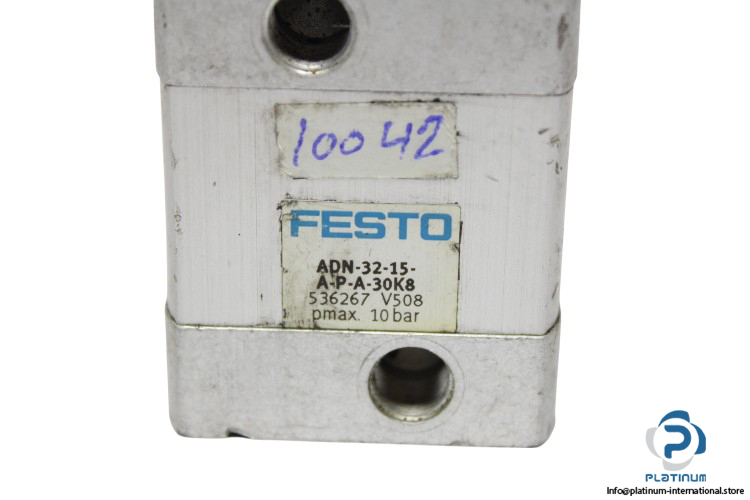 10042
FESTO
ADN-32-15-
A-P-A-30K8
536267 V508
pmax. 10 bar
PLATINUM
Info@platinum-international.store